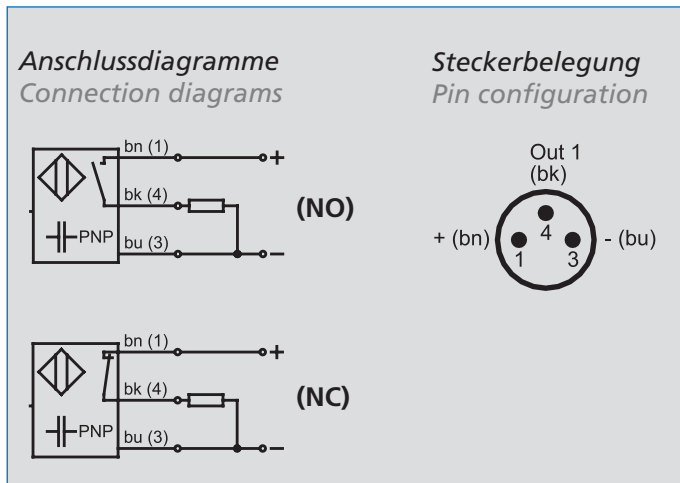 Anschlussdiagramme
Connection diagrams
bn (1)
+
bk (4)
(NO)
PNP
bu (3)
–
bn (1)
+
bk (4)
(NC)
PNP
bu (3)
–
Steckerbelegung
Pin configuration
Out 1
(bk)
+ (bn)
4
- (bu)
1
3